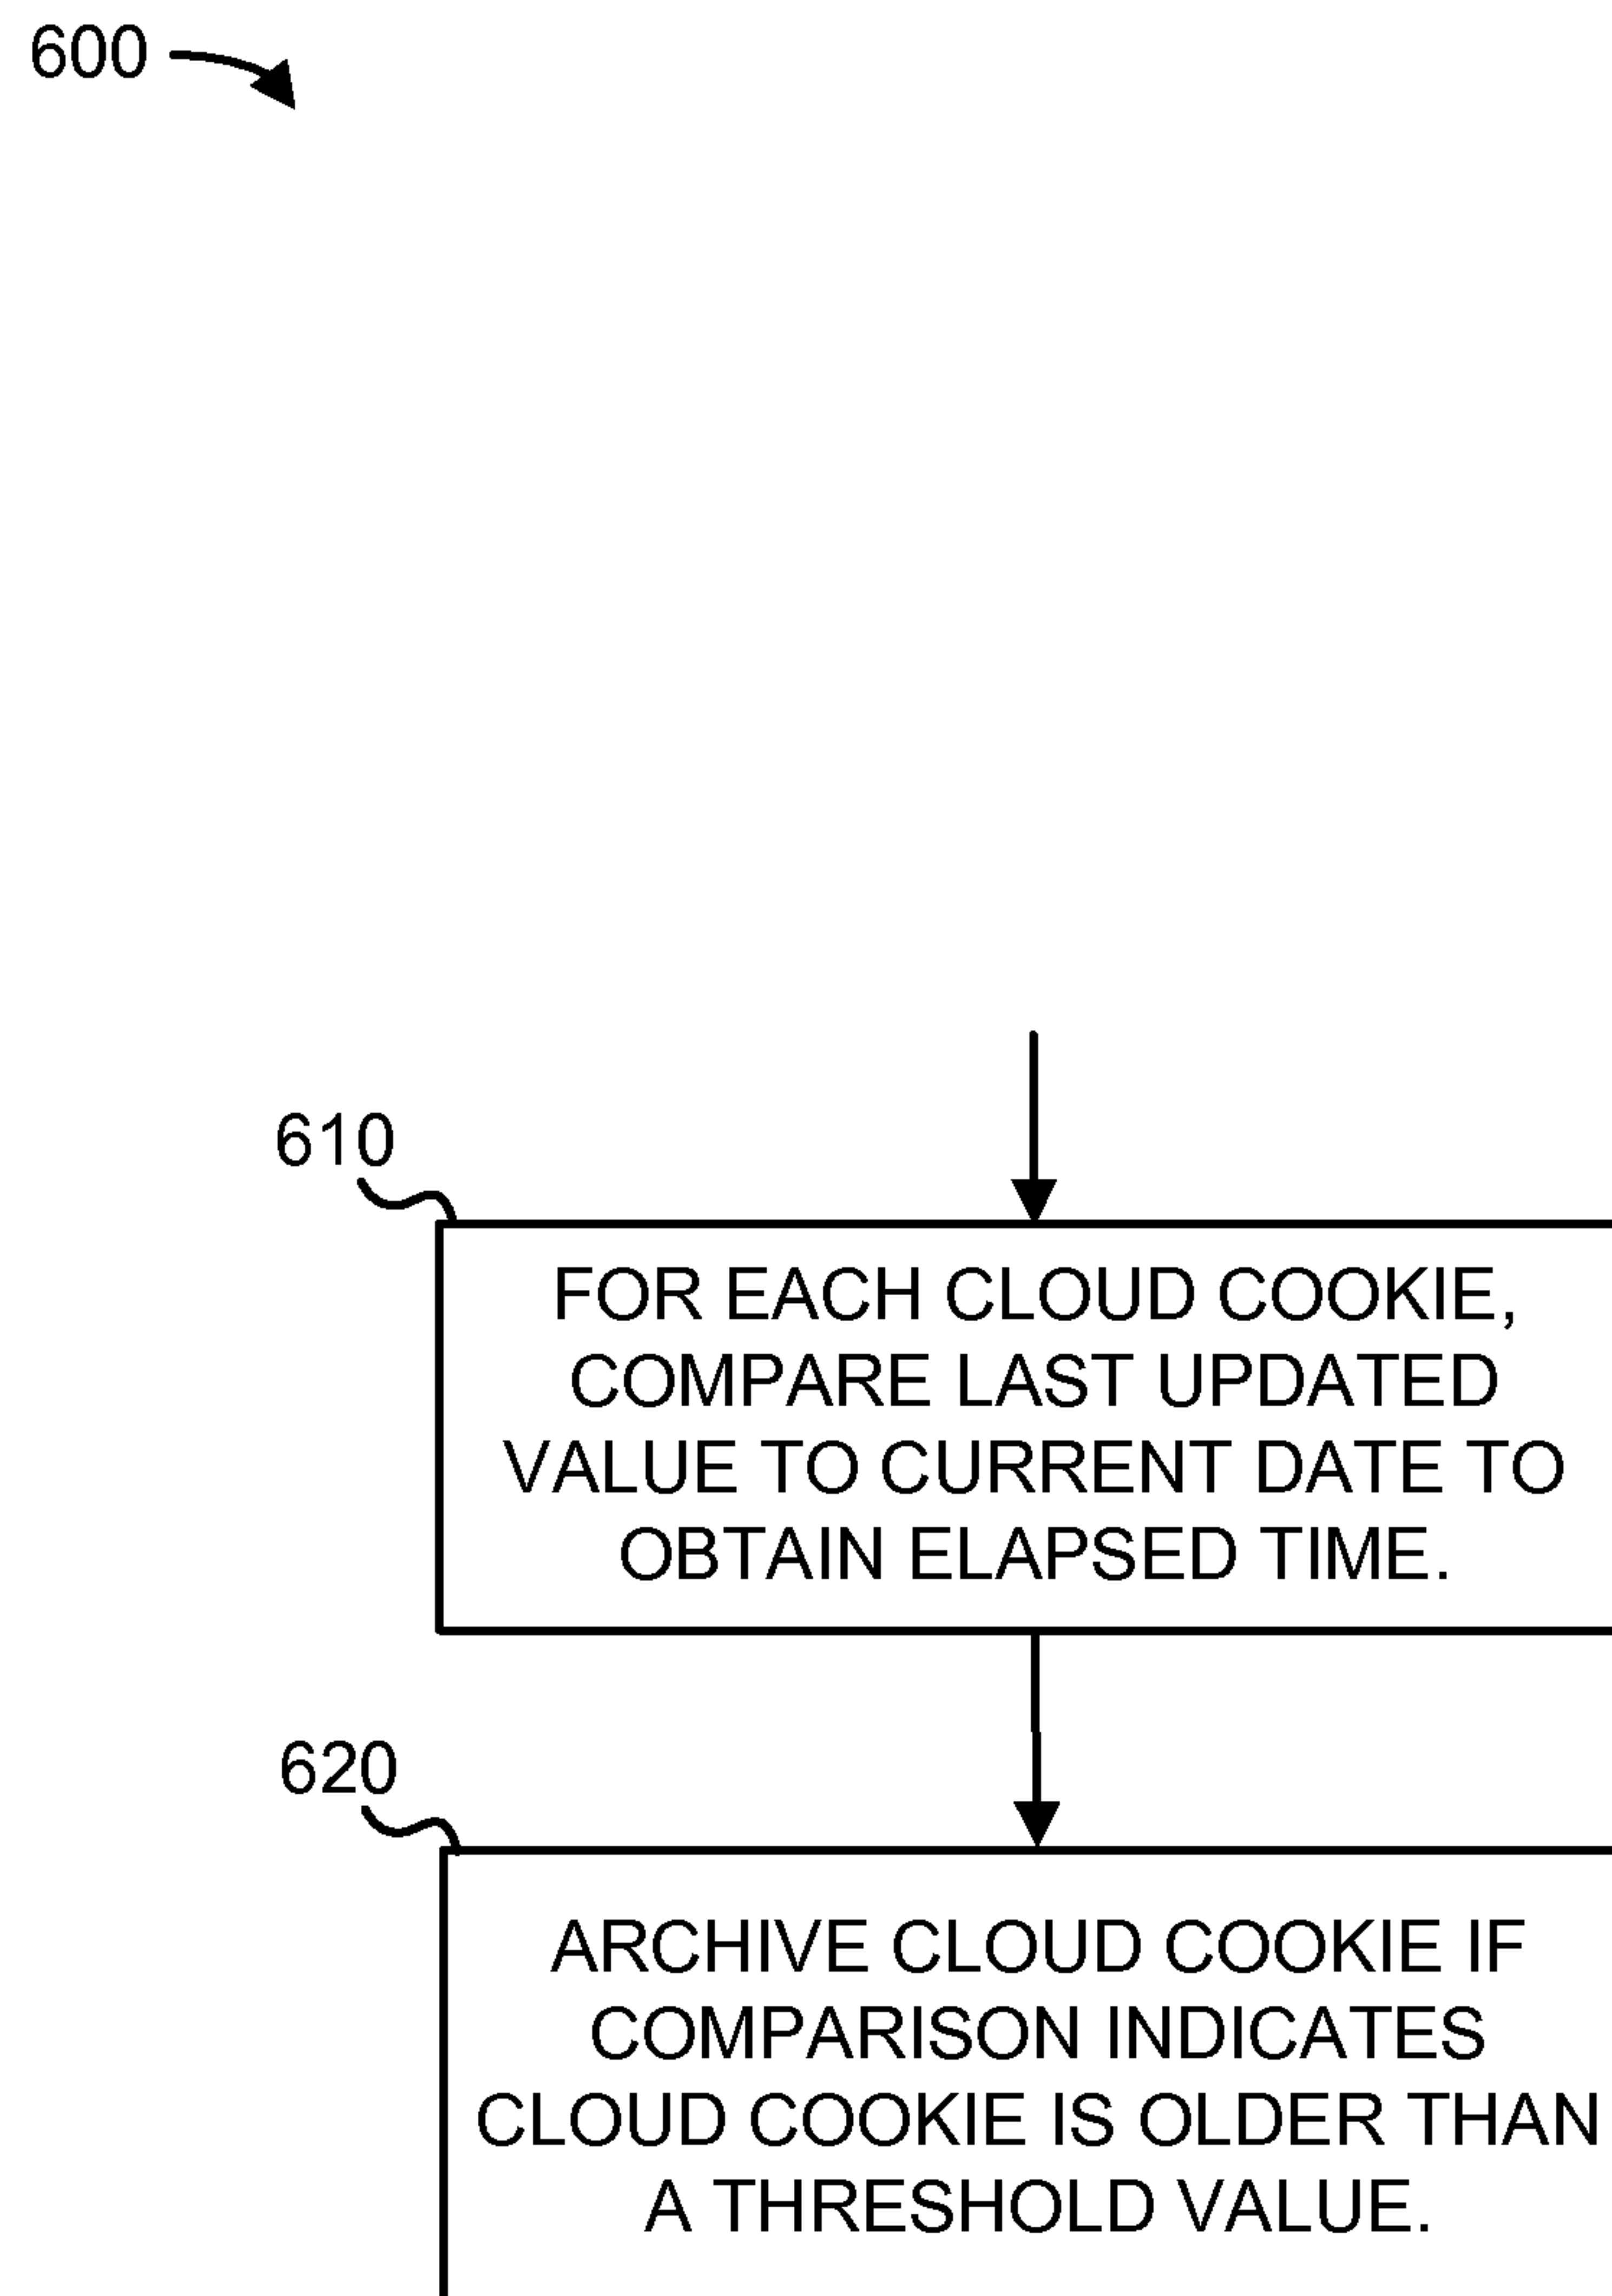 600
610
FOR EACH CLOUD COOKIE,
COMPARE LAST UPDATED
VALUE TO CURRENT DATE TO
OBTAIN ELAPSED TIME.
620
ARCHIVE CLOUD COOKIE IF
COMPARISON INDICATES
CLOUD COOKIE IS OLDER THAN
A THRESHOLD VALUE.